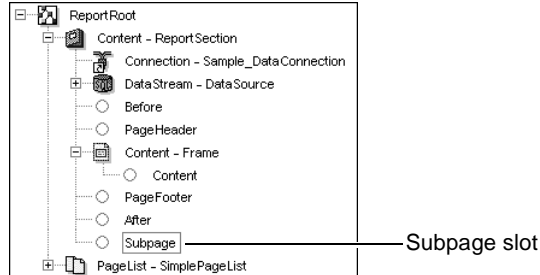 ReportRoot
Content - ReportSection
Connection - Sample_DataConnection
DataStream - DataSource
Before
PageHeader
Content - Frame
Content
PageFooter
After
Subpage
Subpage slot
PageList - SimplePageList